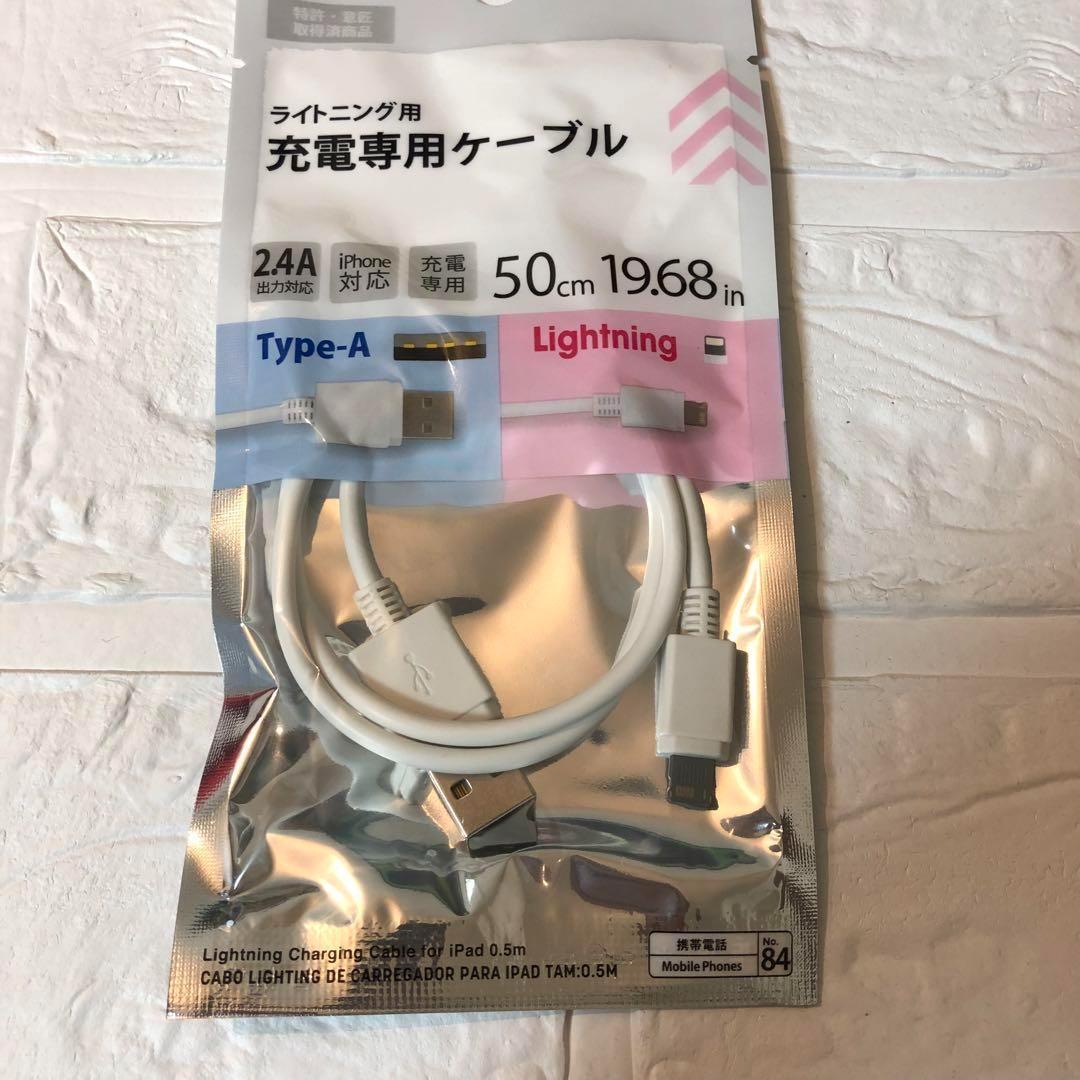 特許・意匠
取得済商品
ライトニング用
充電専用ケーブル
2.4A
出力対応
iPhone
対応
充電
専用
50cm 19.68in
Type-A
Lightning
Lightning Charging Cable for iPad 0.5m
CABO LIGHTING DE CARREGADOR PARA IPAD TAM:0.5M
携帯電話
Mobile Phones
No.
84